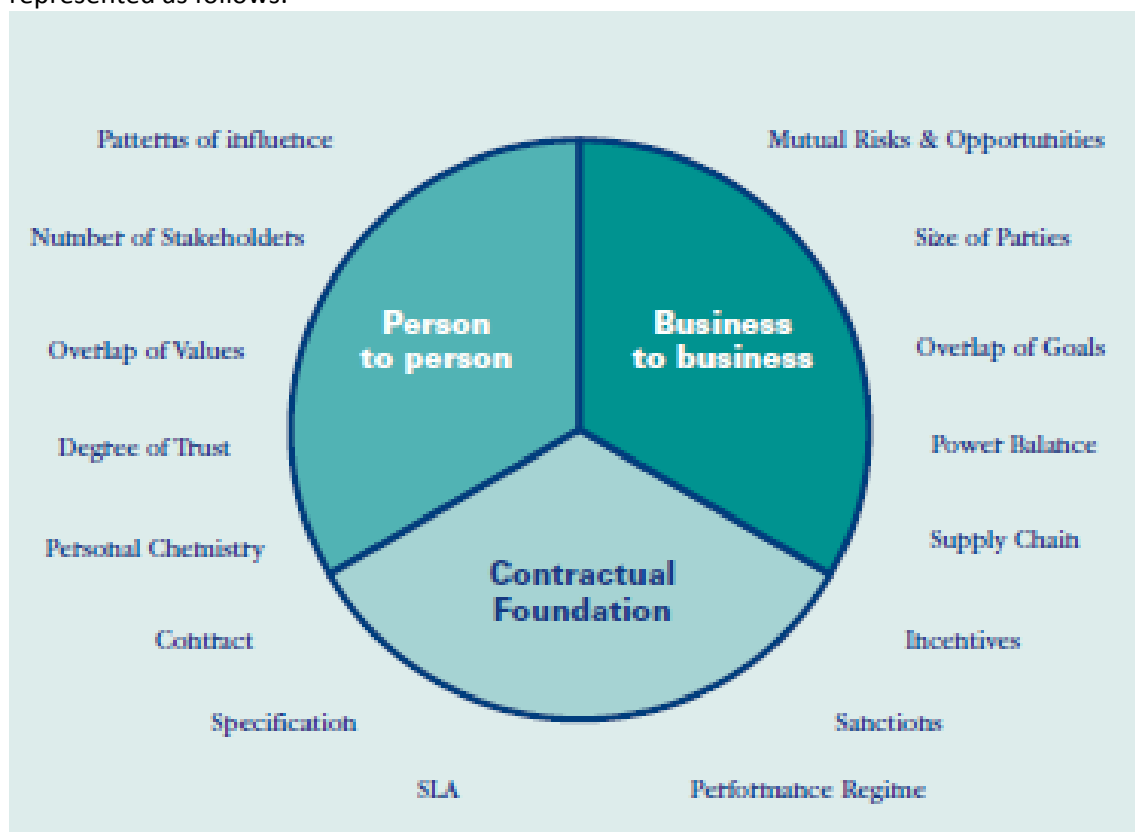 represented as follows:
Patterns of influence
Mutual Risks & Opportunities
Number of Stakeholders
Size of Parties
Person
to person
Business
to business
Overlap of Values
Overlap of Goals
Degree of Trust
Power Balance
Personal Chemistry
Supply Chain
Contractual
Foundation
Contract
Incentives
Specification
Sanctions
SLA
Performance Regime